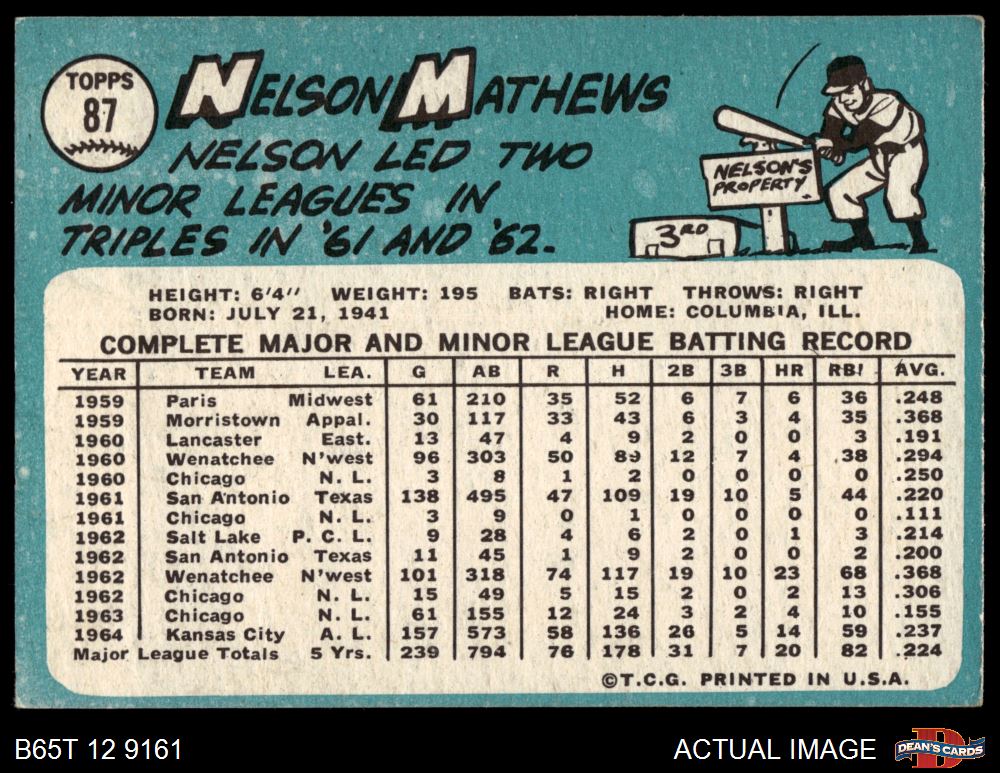 TOPPS
87
NELSON MATHEWS
NELSON LED TWO
MINOR LEAGUES IN
TRIPLES IN '61 AND '62.
NELSON'S
PROPERTY
3RD
HEIGHT: 6'4" WEIGHT: 195 BATS: RIGHT THROWS: RIGHT
BORN: JULY 21, 1941 HOME: COLUMBIA, ILL.
COMPLETE MAJOR AND MINOR LEAGUE BATTING RECORD
YEAR TEAM LEA. G AB R H 2B 3B HR RBI AVG.
1959 Paris Midwest 61 210 35 52 6 7 6 36 .248
1959 Morristown Appal. 30 117 33 43 6 3 4 35 .368
1960 Lancaster East. 13 47 4 9 2 0 0 3 .191
1960 Wenatchee N'west 96 303 50 89 12 7 4 38 .294
1960 Chicago N. L. 3 8 1 2 0 0 0 0 .250
1961 San Antonio Texas 138 495 47 109 19 10 5 44 .220
1961 Chicago N. L. 3 9 0 1 0 0 0 0 .111
1962 Salt Lake P. C. L. 9 28 4 6 2 0 1 3 .214
1962 San Antonio Texas 11 45 1 9 2 0 0 2 .200
1962 Wenatchee N'west 101 318 74 117 19 10 23 68 .368
1962 Chicago N. L. 15 49 5 15 2 0 2 13 .306
1963 Chicago N. L. 61 155 12 24 3 2 4 10 .155
1964 Kansas City A. L. 157 573 58 136 26 5 14 59 .237
Major League Totals 5 Yrs. 239 794 76 178 31 7 20 82 .224
©T.C.G. PRINTED IN U.S.A.
B65T 12 9161 ACTUAL IMAGE
DEAN'S CARDS